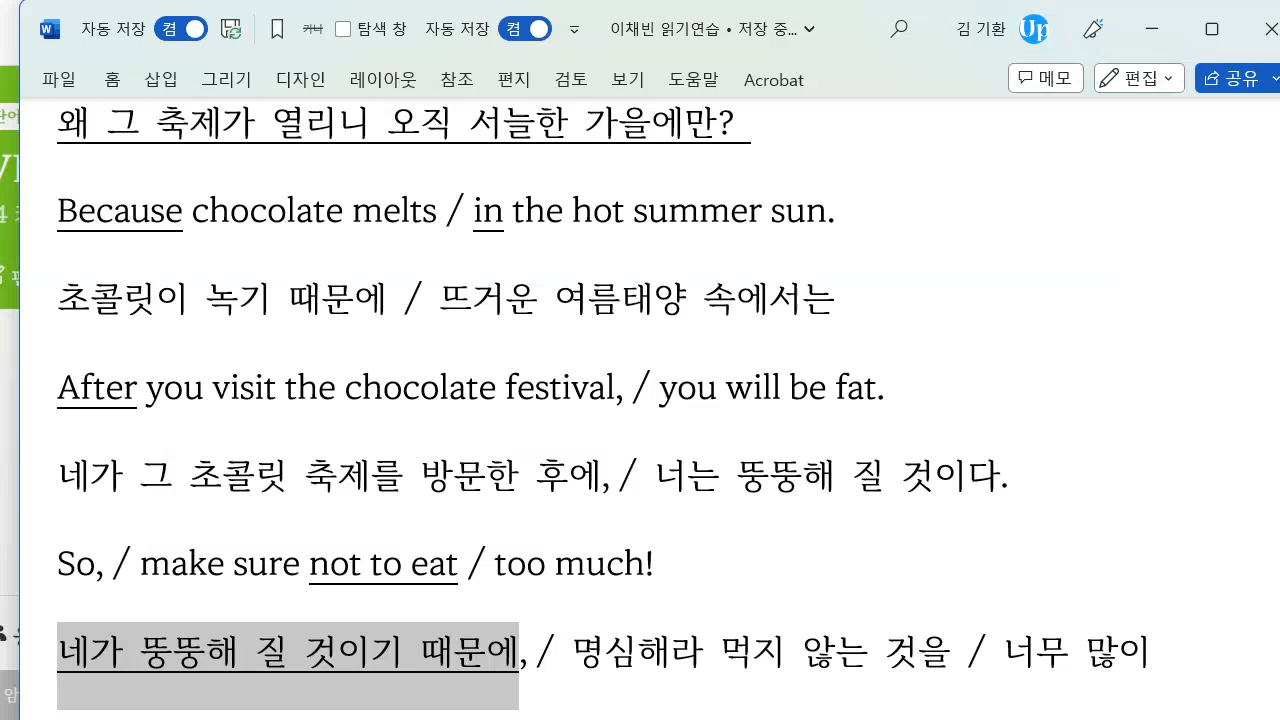 자동 저장 켬 가나 탐색 창 자동 저장 켬 이채빈 읽기연습 • 저장 중... 김 기환 Up
파일 홈 삽입 그리기 디자인 레이아웃 참조 편지 검토 보기 도움말 Acrobat 메모 편집 공유
왜 그 축제가 열리니 오직 서늘한 가을에만?
Because chocolate melts / in the hot summer sun.
초콜릿이 녹기 때문에 / 뜨거운 여름태양 속에서는
After you visit the chocolate festival, / you will be fat.
네가 그 초콜릿 축제를 방문한 후에, / 너는 뚱뚱해 질 것이다.
So, / make sure not to eat / too much!
네가 뚱뚱해 질 것이기 때문에, / 명심해라 먹지 않는 것을 / 너무 많이